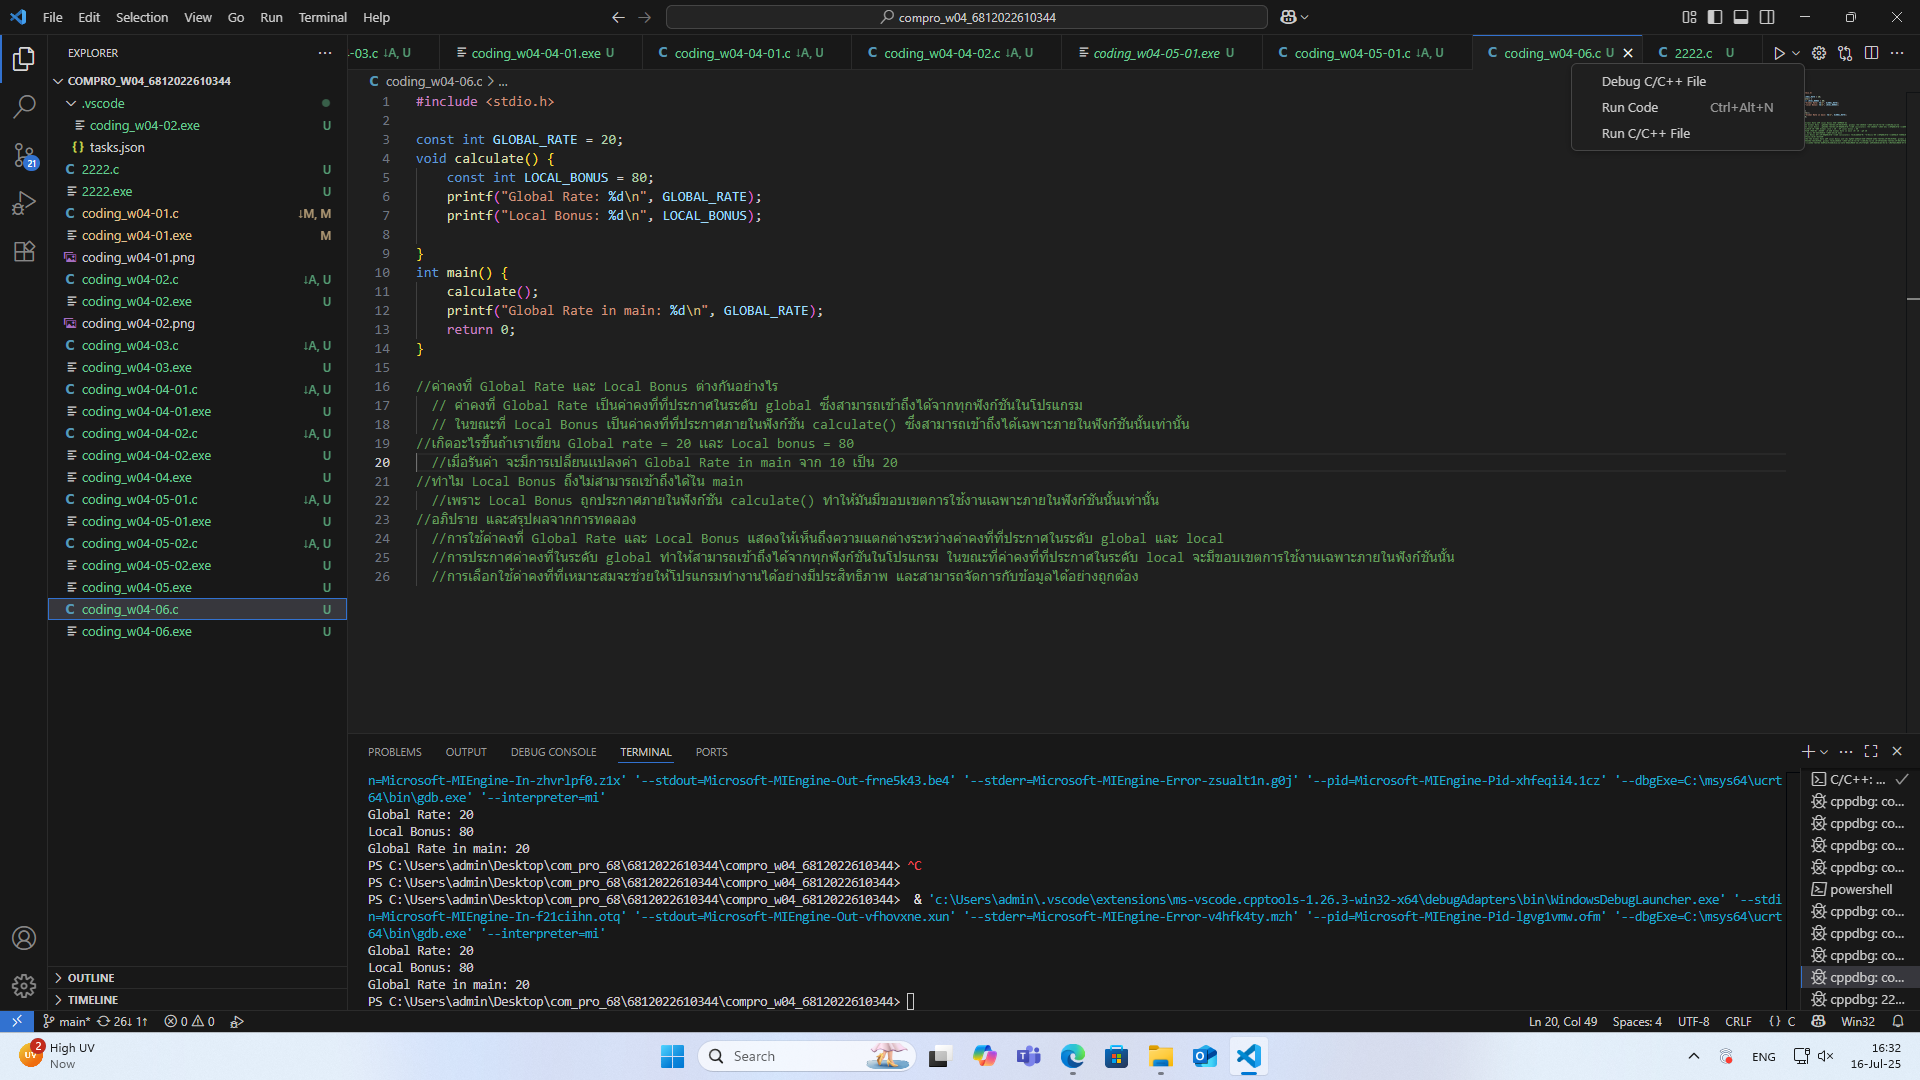 File Edit Selection View Go Run Terminal Help
compro_w04_6812022610344
EXPLORER
COMPRO_W04_6812022610344
.vscode
coding_w04-02.exe U
tasks.json
2222.c U
2222.exe U
coding_w04-01.c ↓M, M
coding_w04-01.exe M
coding_w04-01.png
coding_w04-02.c ↓A, U
coding_w04-02.exe U
coding_w04-02.png
coding_w04-03.c ↓A, U
coding_w04-03.exe U
coding_w04-04-01.c ↓A, U
coding_w04-04-01.exe U
coding_w04-04-02.c ↓A, U
coding_w04-04-02.exe U
coding_w04-04.exe U
coding_w04-05-01.c ↓A, U
coding_w04-05-01.exe U
coding_w04-05-02.c ↓A, U
coding_w04-05-02.exe U
coding_w04-05.exe U
coding_w04-06.c U
coding_w04-06.exe U
OUTLINE
TIMELINE
21
-03.c ↓A, U coding_w04-04-01.exe U coding_w04-04-01.c ↓A, U coding_w04-04-02.c ↓A, U coding_w04-05-01.exe U coding_w04-05-01.c ↓A, U coding_w04-06.c U 2222.c U
coding_w04-06.c > ...
Debug C/C++ File
Run Code Ctrl+Alt+N
Run C/C++ File
1 #include <stdio.h>
2
3 const int GLOBAL_RATE = 20;
4 void calculate() {
5 const int LOCAL_BONUS = 80;
6 printf("Global Rate: %d\n", GLOBAL_RATE);
7 printf("Local Bonus: %d\n", LOCAL_BONUS);
8
9 }
10 int main() {
11 calculate();
12 printf("Global Rate in main: %d\n", GLOBAL_RATE);
13 return 0;
14 }
15
16 //ค่าคงที่ Global Rate และ Local Bonus ต่างกันอย่างไร
17 // ค่าคงที่ Global Rate เป็นค่าคงที่ที่ประกาศในระดับ global ซึ่งสามารถเข้าถึงได้จากทุกฟังก์ชันในโปรแกรม
18 // ในขณะที่ Local Bonus เป็นค่าคงที่ที่ประกาศภายในฟังก์ชัน calculate() ซึ่งสามารถเข้าถึงได้เฉพาะภายในฟังก์ชันนั้นเท่านั้น
19 //เกิดอะไรขึ้นถ้าเราเขียน Global rate = 20 และ Local bonus = 80
20 //เมื่อรันค่า จะมีการเปลี่ยนแปลงค่า Global Rate in main จาก 10 เป็น 20
21 //ทำไม Local Bonus ถึงไม่สามารถเข้าถึงได้ใน main
22 //เพราะ Local Bonus ถูกประกาศภายในฟังก์ชัน calculate() ทำให้มันมีขอบเขตการใช้งานเฉพาะภายในฟังก์ชันนั้นเท่านั้น
23 //อภิปราย และสรุปผลจากการทดลอง
24 //การใช้ค่าคงที่ Global Rate และ Local Bonus แสดงให้เห็นถึงความแตกต่างระหว่างค่าคงที่ที่ประกาศในระดับ global และ local
25 //การประกาศค่าคงที่ในระดับ global ทำให้สามารถเข้าถึงได้จากทุกฟังก์ชันในโปรแกรม ในขณะที่ค่าคงที่ที่ประกาศในระดับ local จะมีขอบเขตการใช้งานเฉพาะภายในฟังก์ชันนั้น
26 //การเลือกใช้ค่าคงที่ที่เหมาะสมจะช่วยให้โปรแกรมทำงานได้อย่างมีประสิทธิภาพ และสามารถจัดการกับข้อมูลได้อย่างถูกต้อง
PROBLEMS OUTPUT DEBUG CONSOLE TERMINAL PORTS
n=Microsoft-MIEngine-In-zhvrlpf0.z1x' '--stdout=Microsoft-MIEngine-Out-frne5k43.be4' '--stderr=Microsoft-MIEngine-Error-zsualt1n.g0j' '--pid=Microsoft-MIEngine-Pid-xhfeqii4.1cz' '--dbgExe=C:\msys64\ucrt
64\bin\gdb.exe' '--interpreter=mi'
Global Rate: 20
Local Bonus: 80
Global Rate in main: 20
PS C:\Users\admin\Desktop\com_pro_68\6812022610344\compro_w04_6812022610344> ^C
PS C:\Users\admin\Desktop\com_pro_68\6812022610344\compro_w04_6812022610344>
PS C:\Users\admin\Desktop\com_pro_68\6812022610344\compro_w04_6812022610344> & 'c:\Users\admin\.vscode\extensions\ms-vscode.cpptools-1.26.3-win32-x64\debugAdapters\bin\WindowsDebugLauncher.exe' '--stdi
n=Microsoft-MIEngine-In-f21ciihn.otq' '--stdout=Microsoft-MIEngine-Out-vfhovxne.xun' '--stderr=Microsoft-MIEngine-Error-v4hfk4ty.mzh' '--pid=Microsoft-MIEngine-Pid-lgvg1vmw.ofm' '--dbgExe=C:\msys64\ucrt
64\bin\gdb.exe' '--interpreter=mi'
Global Rate: 20
Local Bonus: 80
Global Rate in main: 20
PS C:\Users\admin\Desktop\com_pro_68\6812022610344\compro_w04_6812022610344>
C/C++: ...
cppdbg: co...
cppdbg: co...
cppdbg: co...
cppdbg: co...
powershell
cppdbg: co...
cppdbg: co...
cppdbg: co...
cppdbg: co...
cppdbg: 22...
main* 26↓ 1↑ 0 0 Ln 20, Col 49 Spaces: 4 UTF-8 CRLF {} C Win32
2 UV High UV
Now
Search
ENG
16:32
16-Jul-25